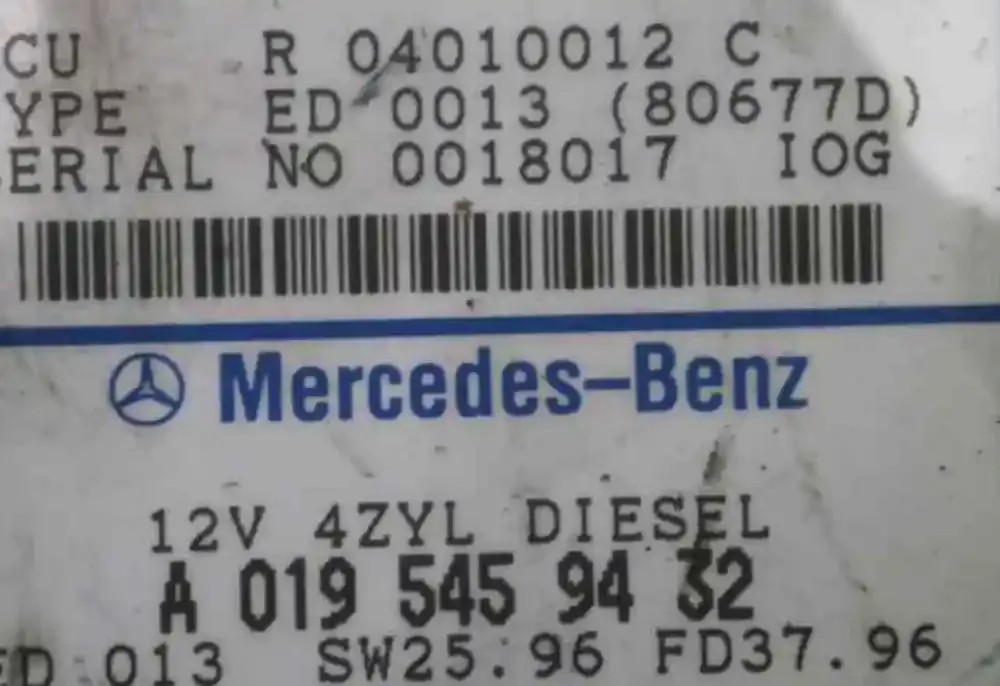 CU R 04010012 C
YPE ED 0013 (80677D)
ERIAL NO 0018017 IOG
Mercedes-Benz
12V 4ZYL DIESEL
A 019 545 94 32
ED 013 SW25.96 FD37.96